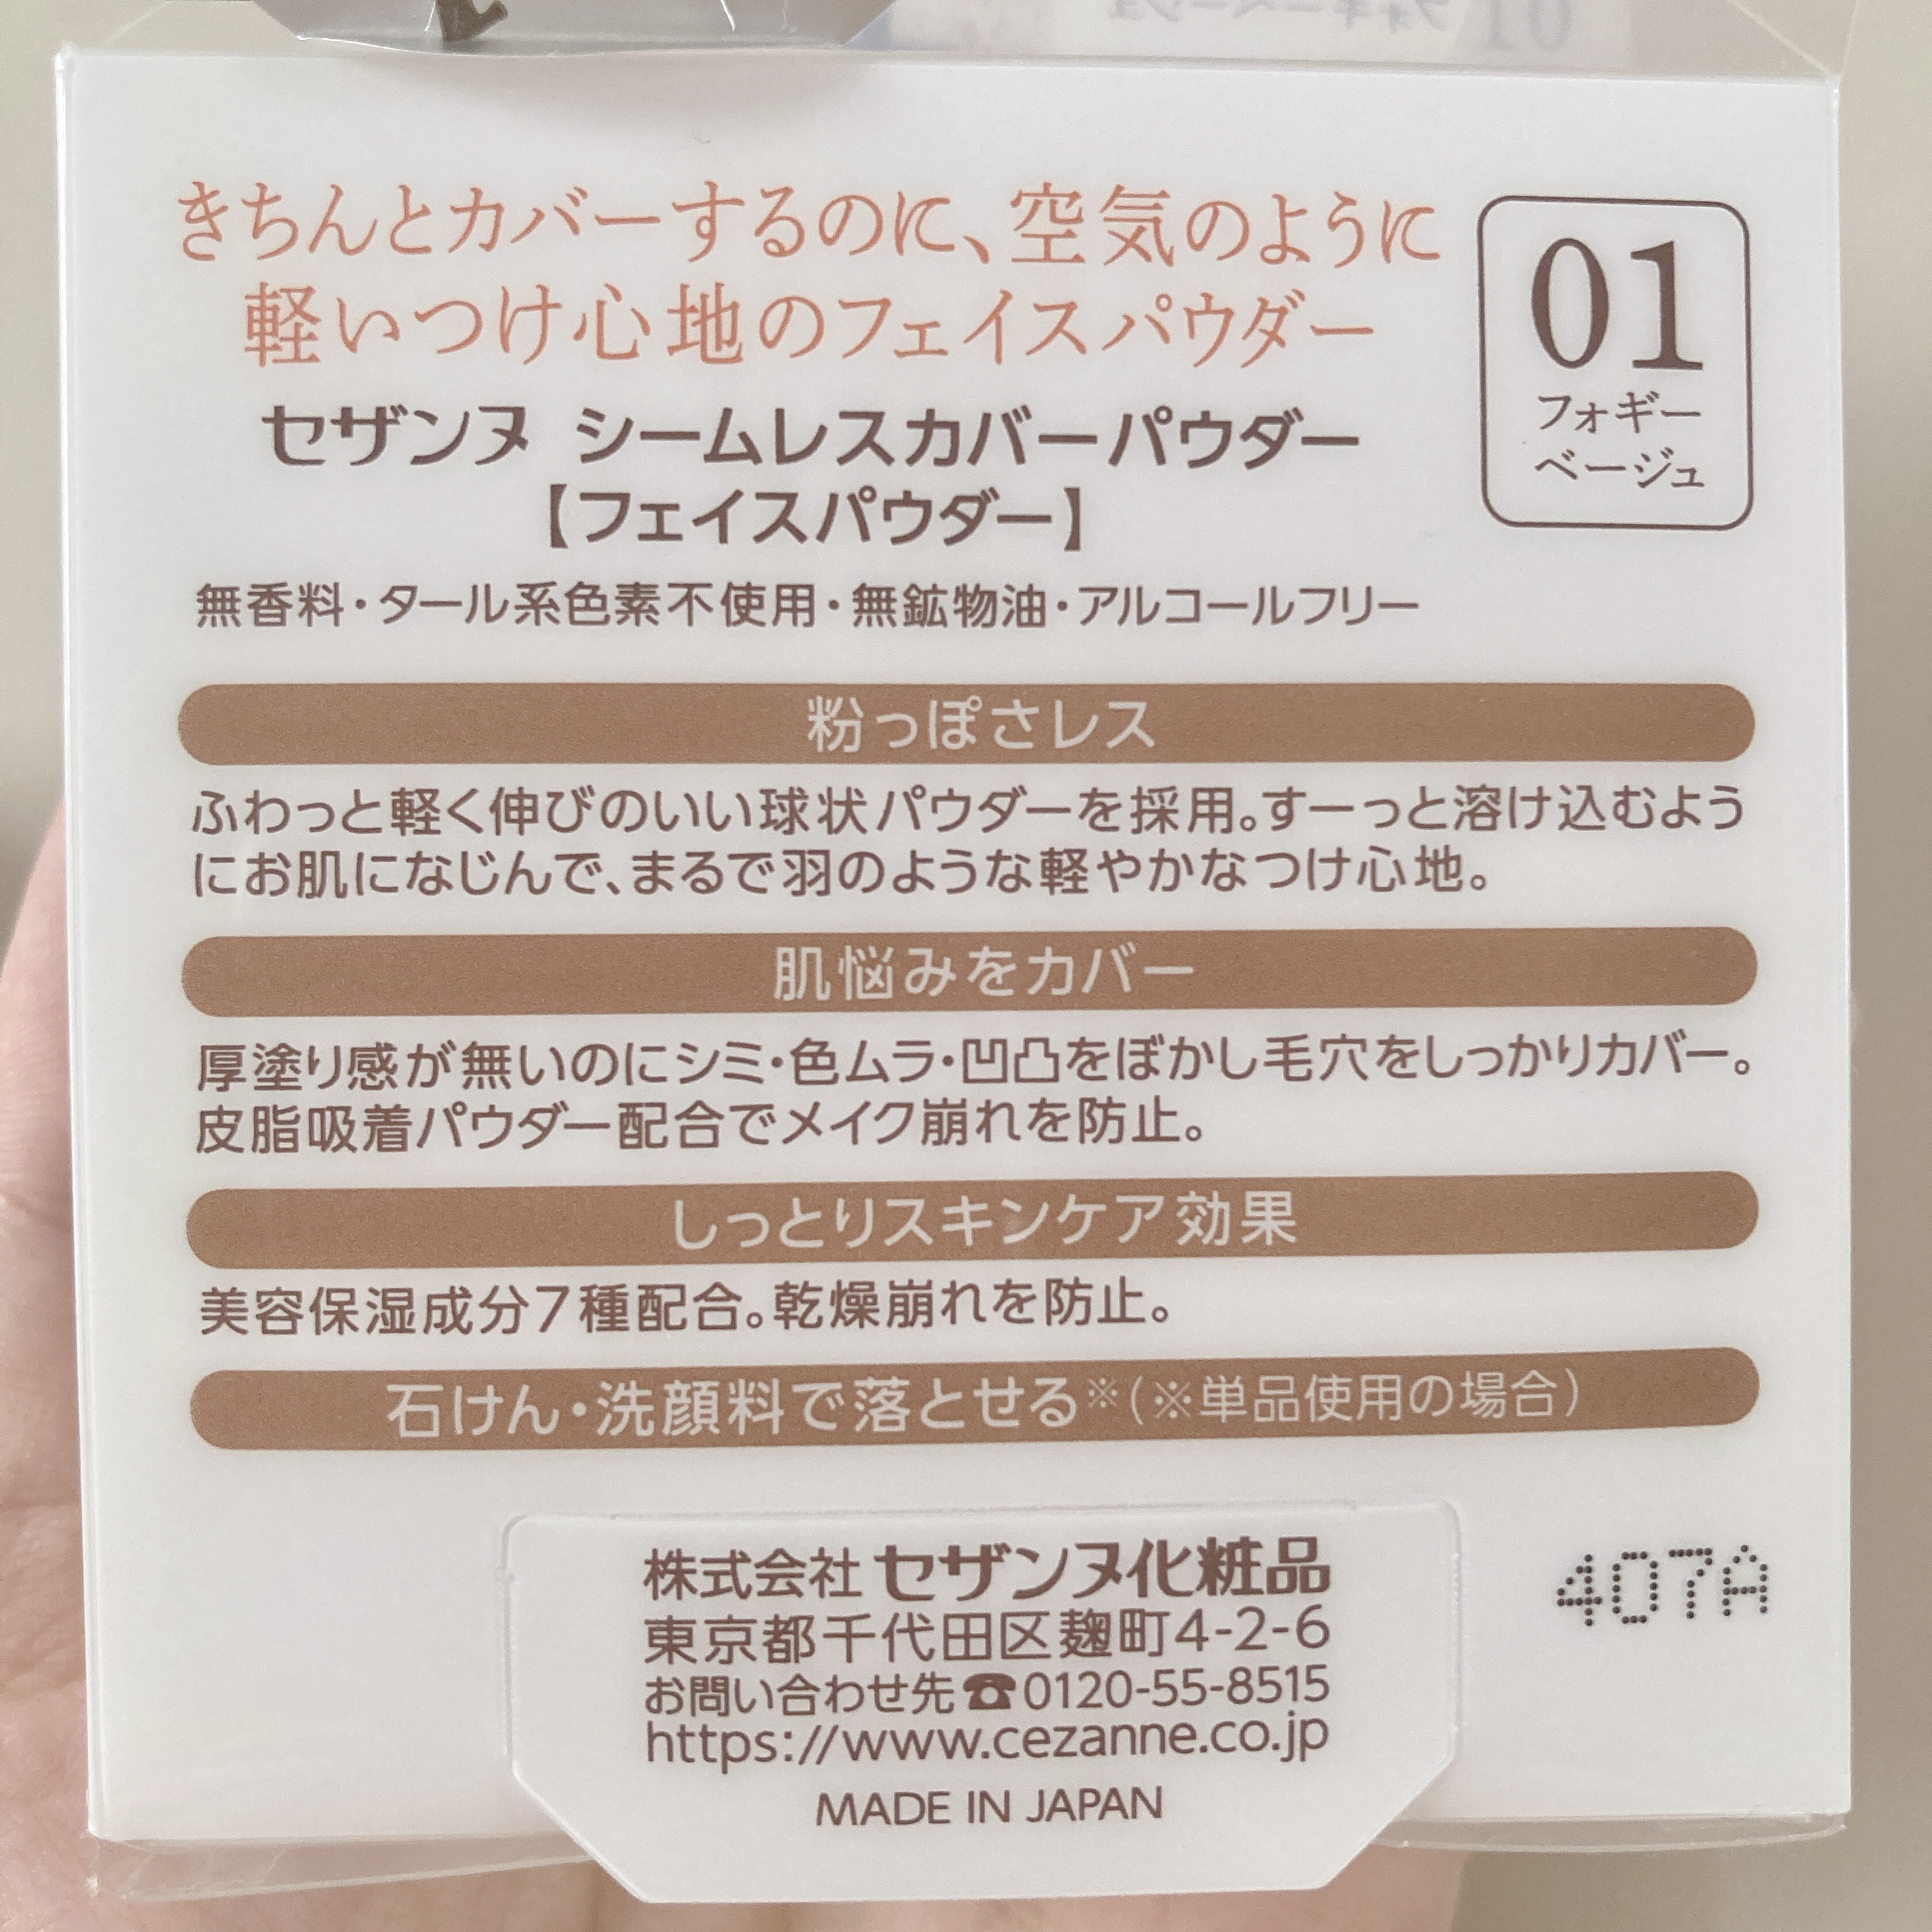 きちんとカバーするのに、空気のように
軽いつけ心地のフェイスパウダー
01
フォギー
ベージュ
セザンヌ シームレスカバーパウダー
【フェイスパウダー】
無香料・タール系色素不使用・無鉱物油・アルコールフリー
粉っぽさレス
ふわっと軽く伸びのいい球状パウダーを採用。すーっと溶け込むよう
にお肌になじんで、まるで羽のような軽やかなつけ心地。
肌悩みをカバー
厚塗り感が無いのにシミ・色ムラ・凹凸をぼかし毛穴をしっかりカバー。
皮脂吸着パウダー配合でメイク崩れを防止。
しっとりスキンケア効果
美容保湿成分7種配合。乾燥崩れを防止。
石けん・洗顔料で落とせる※(※単品使用の場合)
株式会社 セザンヌ化粧品
東京都千代田区麹町4-2-6
お問い合わせ先☎0120-55-8515
https://www.cezanne.co.jp
MADE IN JAPAN
407A